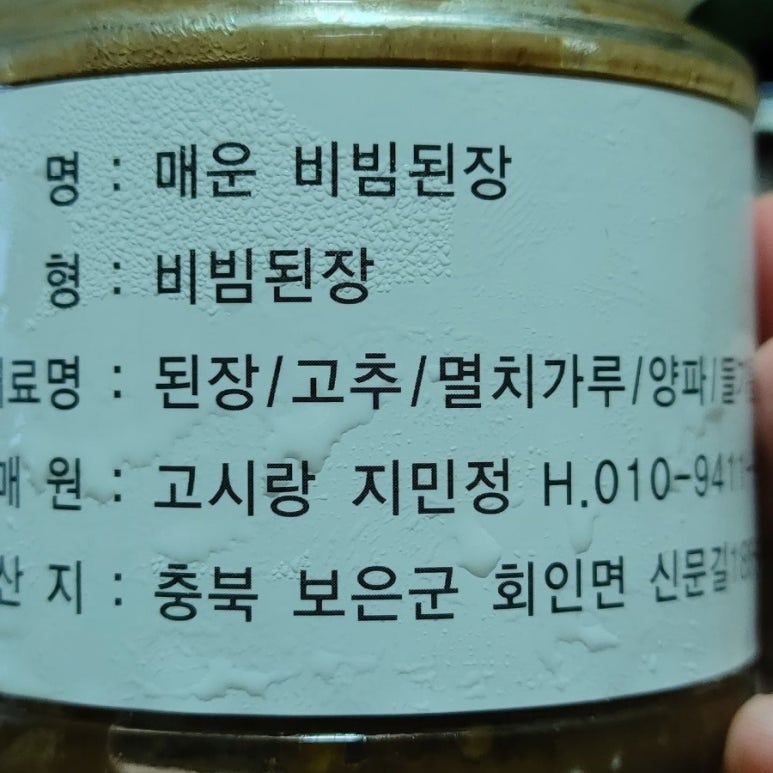 명 : 매운 비빔된장
형 : 비빔된장
료명 : 된장/고추/멸치가루/양파/
매 원 : 고시랑 지민정 H.010-9411-
산 지 : 충북 보은군 회인면 신문길